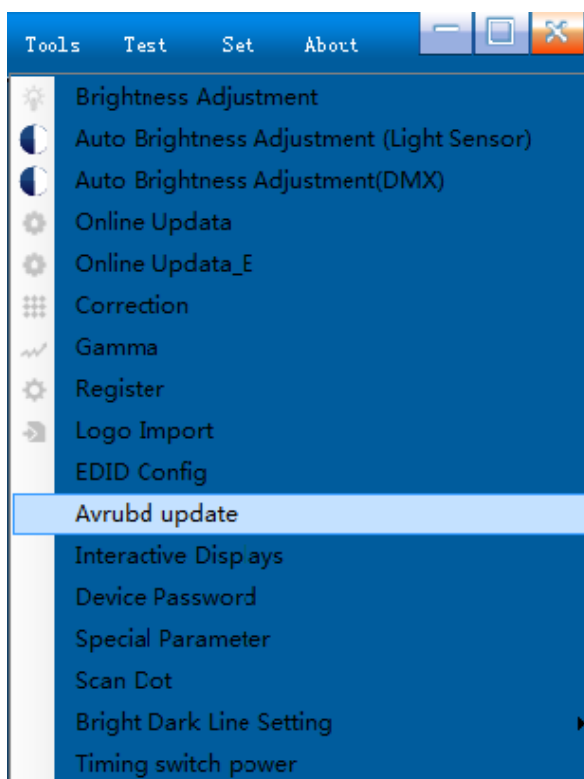 Tools Test Set About
Brightness Adjustment
Auto Brightness Adjustment (Light Sensor)
Auto Brightness Adjustment(DMX)
Online Updata
Online Updata_E
Correction
Gamma
Register
Logo Import
EDID Config
Avrubd update
Interactive Displays
Device Password
Special Parameter
Scan Dot
Bright Dark Line Setting
Timing switch power